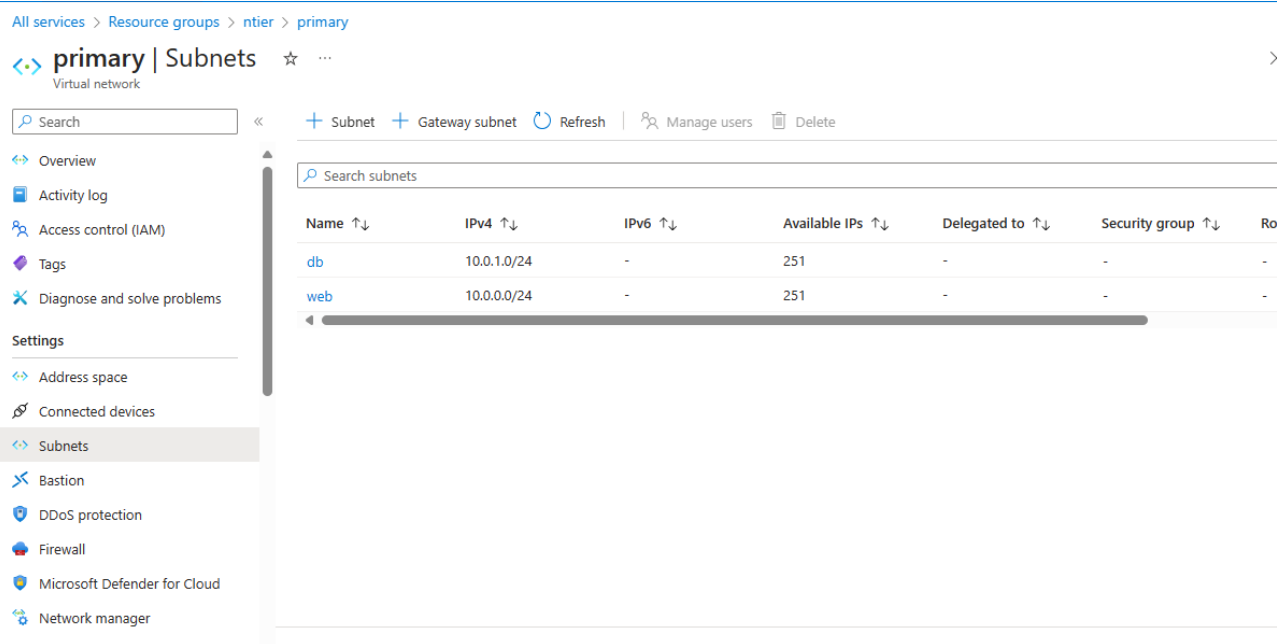 All services > Resource groups > ntier > primary
primary | Subnets
Virtual network
Search
Overview
Activity log
Access control (IAM)
Tags
Diagnose and solve problems
Settings
Address space
Connected devices
Subnets
Bastion
DDoS protection
Firewall
Microsoft Defender for Cloud
Network manager
+ Subnet + Gateway subnet Refresh Manage users Delete
Search subnets
Name ↑↓ IPv4 ↑↓ IPv6 ↑↓ Available IPs ↑↓ Delegated to ↑↓ Security group ↑↓ Ro
db 10.0.1.0/24 - 251 - - -
web 10.0.0.0/24 - 251 - - -